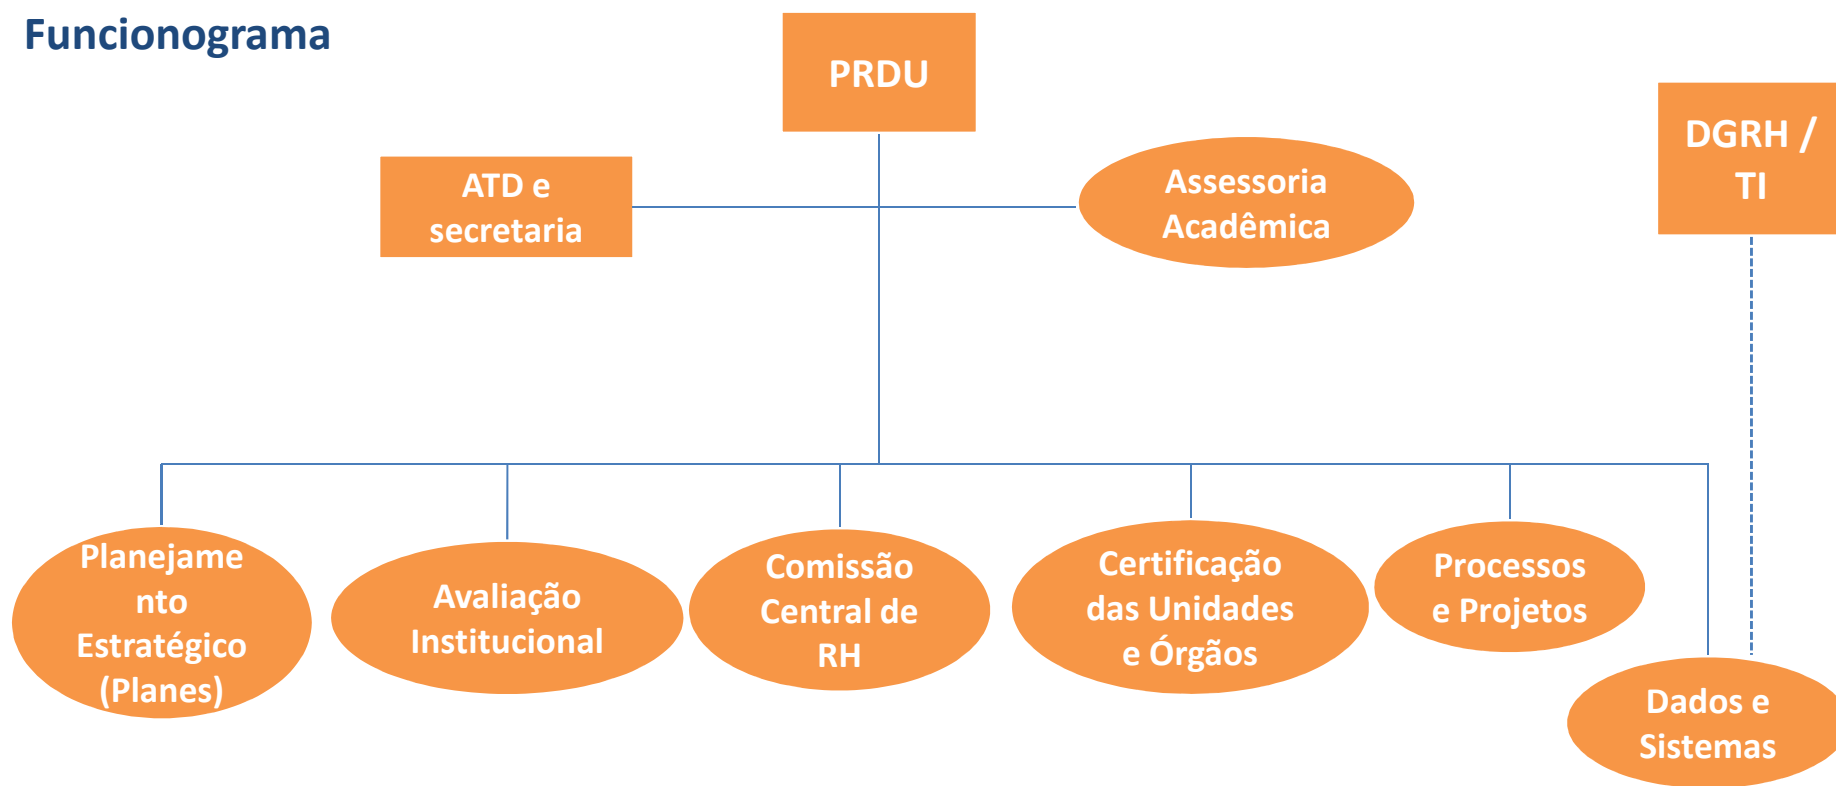 Funcionograma
PRDU
DGRH /
TI
ATD e
secretaria
Assessoria
Acadêmica
Planejame
nto
Estratégico
(Planes)
Avaliação
Institucional
Comissão
Central de
RH
Certificação
das Unidades
e Órgãos
Processos
e Projetos
Dados e
Sistemas